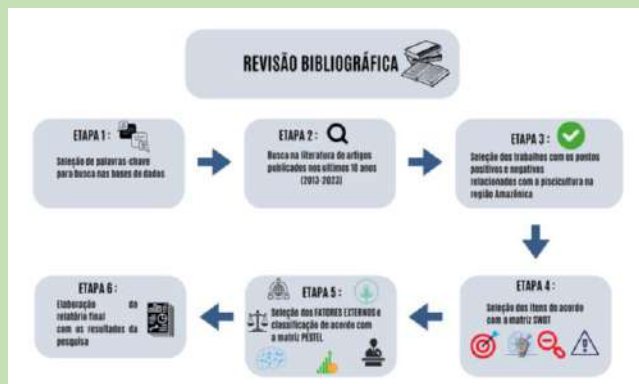 REVISÃO BIBLIOGRÁFICA
ETAPA 1:
Seleção de palavras-chave
para busca nas bases de dados
ETAPA 2:
Busca na literatura de artigos
publicados nos ultimos 10 anos
(2013-2023)
ETAPA 3:
Seleção dos trabalhos com os pontos
positivos e negativos
relacionados com a piscicultura na
região Amazônica
ETAPA 4:
Seleção dos itens de acordo
com a matriz SWOT
ETAPA 5:
Seleção dos FATORES EXTERNOS e
classificação de acordo com
a matriz PESTEL
ETAPA 6:
Elaboração do
relatório final
com os resultados da
pesquisa